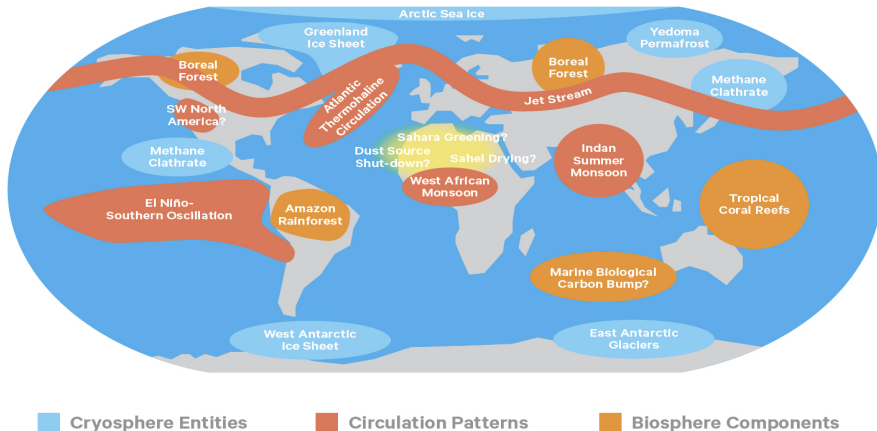 Arctic Sea Ice
Greenland
Ice Sheet
Yedoma
Permafrost
Boreal
Forest
Boreal
Forest
Methane
Clathrate
Atlantic
Thermohaline
Circulation
Jet Stream
SW North
America?
Sahara Greening?
Dust Source
Shut-down?
Sahel Drying?
Methane
Clathrate
Indan
Summer
Monsoon
West African
Monsoon
El Niño-
Southern Oscillation
Amazon
Rainforest
Tropical
Coral Reefs
Marine Biological
Carbon Bump?
West Antarctic
Ice Sheet
East Antarctic
Glaciers
Cryosphere Entities
Circulation Patterns
Biosphere Components